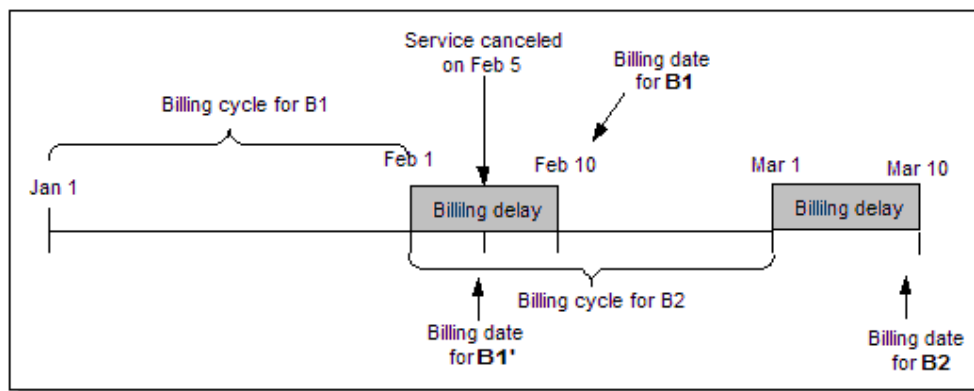 Service canceled
on Feb 5
Billing date
for B1
Billing cycle for B1
Feb 1
Feb 10
Mar 1
Mar 10
Jan 1
Billilng delay
Billilng delay
Billing cycle for B2
Billing date
for B1'
Billing date
for B2